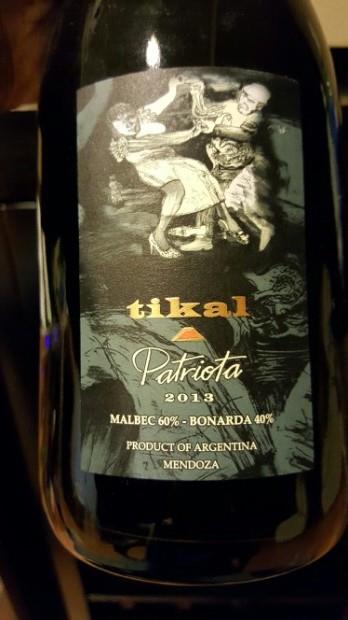 tikal
Patriota
2013
MALBEC 60% - BONARDA 40%
PRODUCT OF ARGENTINA
MENDOZA